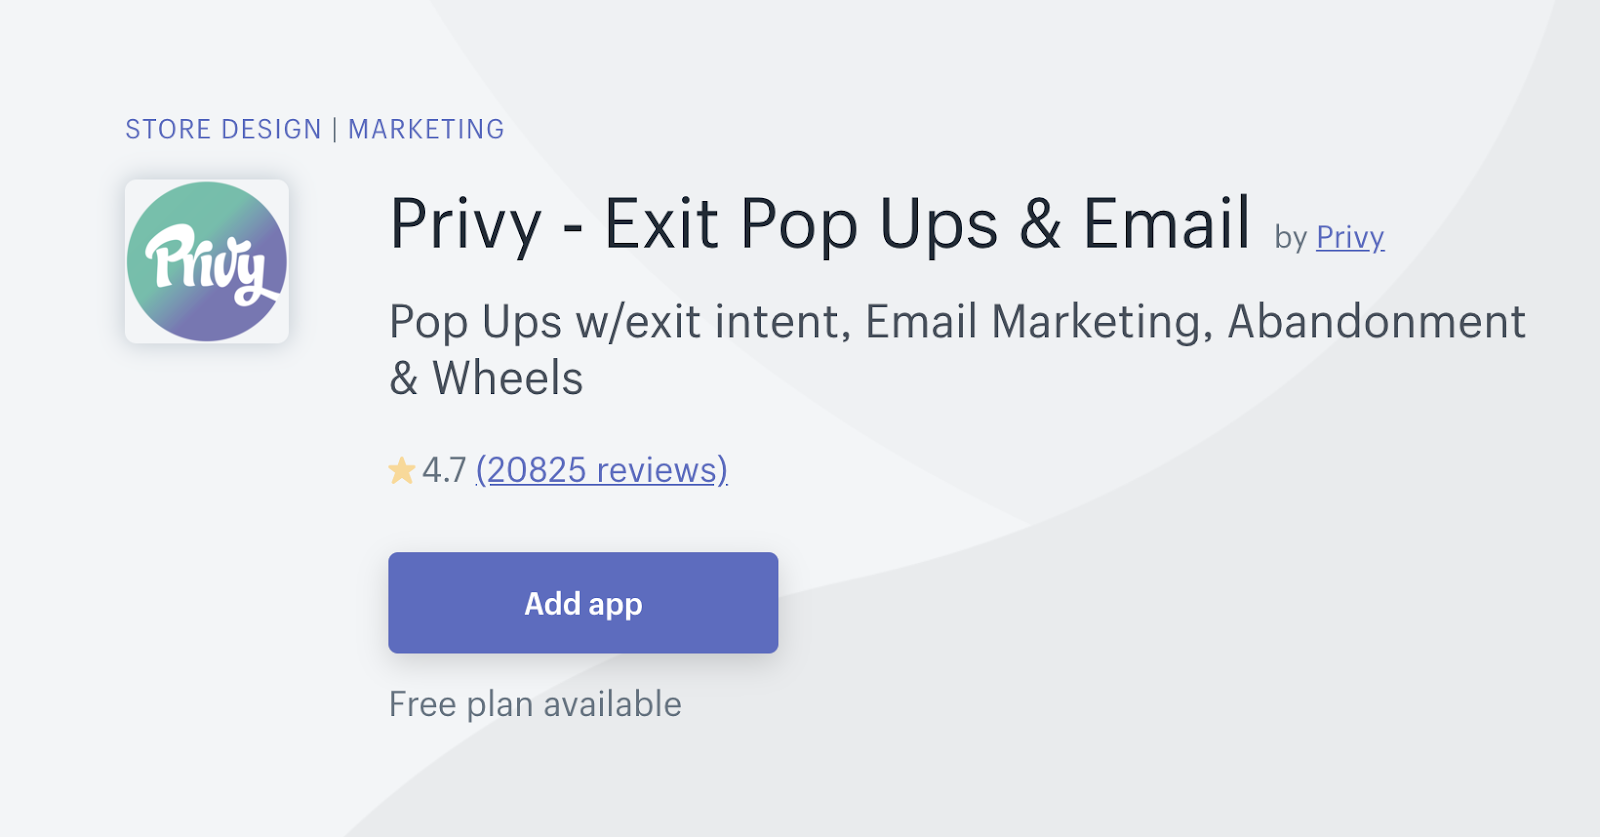 STORE DESIGN | MARKETING
Privy
Privy - Exit Pop Ups & Email by Privy
Pop Ups w/exit intent, Email Marketing, Abandonment
& Wheels
4.7 (20825 reviews)
Add app
Free plan available